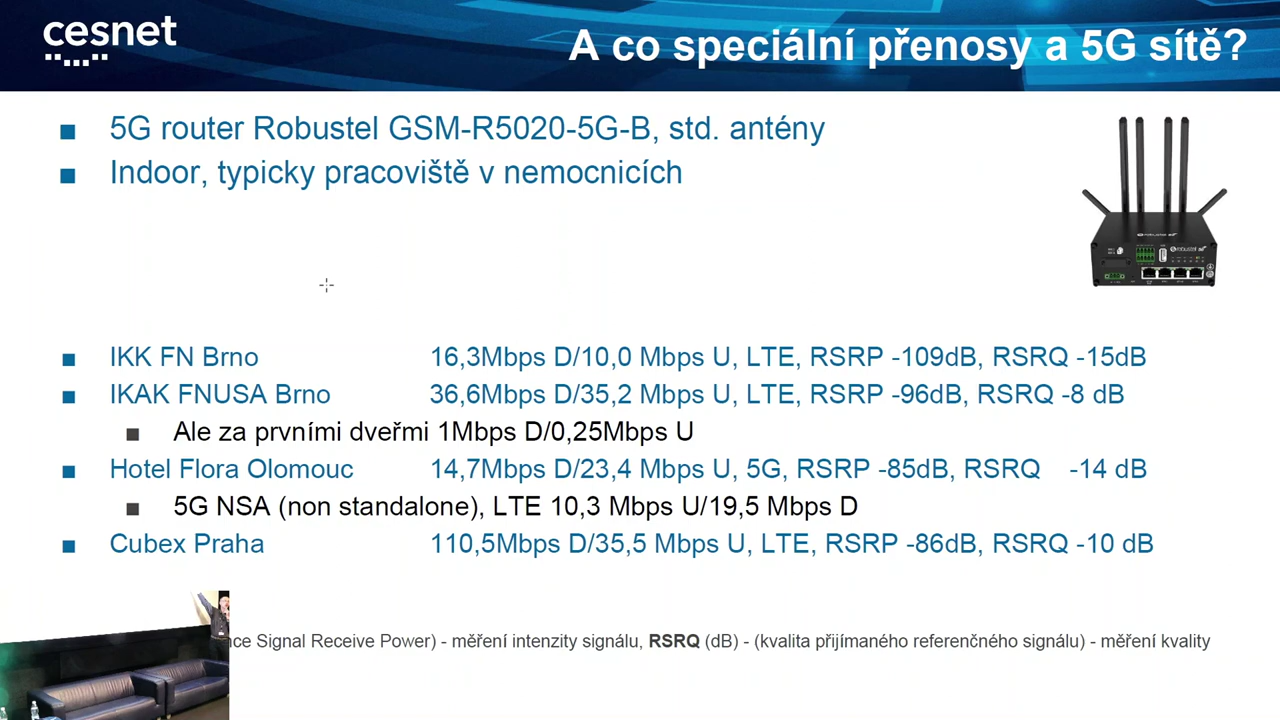 cesnet
A co speciální přenosy a 5G sítě?
5G router Robustel GSM-R5020-5G-B, std. antény
Indoor, typicky pracoviště v nemocnicích
IKK FN Brno 16,3Mbps D/10,0 Mbps U, LTE, RSRP -109dB, RSRQ -15dB
IKAK FNUSA Brno 36,6Mbps D/35,2 Mbps U, LTE, RSRP -96dB, RSRQ -8 dB
Ale za prvními dveřmi 1Mbps D/0,25Mbps U
Hotel Flora Olomouc 14,7Mbps D/23,4 Mbps U, 5G, RSRP -85dB, RSRQ -14 dB
5G NSA (non standalone), LTE 10,3 Mbps U/19,5 Mbps D
Cubex Praha 110,5Mbps D/35,5 Mbps U, LTE, RSRP -86dB, RSRQ -10 dB
Signal Receive Power) - měření intenzity signálu, RSRQ (dB) - (kvalita přijímaného referenčného signálu) - měření kvality